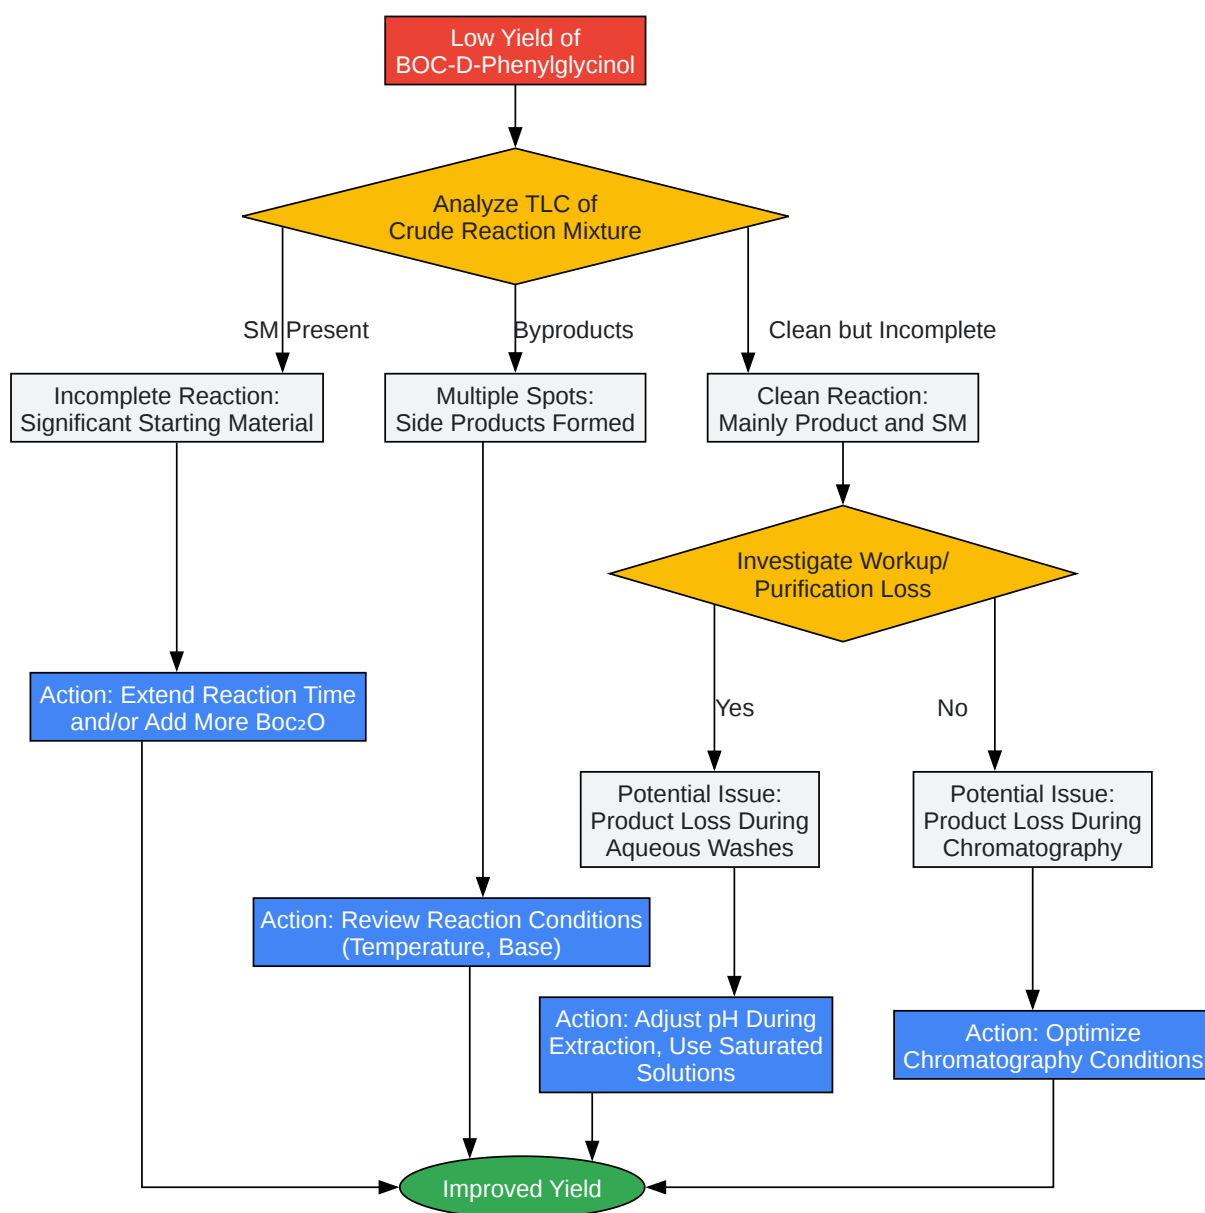 Low Yield of
BOC-D-Phenylglycinol
Analyze TLC of
Crude Reaction Mixture
SM Present
Byproducts
Clean but Incomplete
Incomplete Reaction:
Significant Starting Material
Multiple Spots:
Side Products Formed
Clean Reaction:
Mainly Product and SM
Investigate Workup/
Purification Loss
Action: Extend Reaction Time
and/or Add More Boc₂O
Yes
No
Potential Issue:
Product Loss During
Aqueous Washes
Potential Issue:
Product Loss During
Chromatography
Action: Review Reaction Conditions
(Temperature, Base)
Action: Adjust pH During
Extraction, Use Saturated
Solutions
Action: Optimize
Chromatography Conditions
Improved Yield